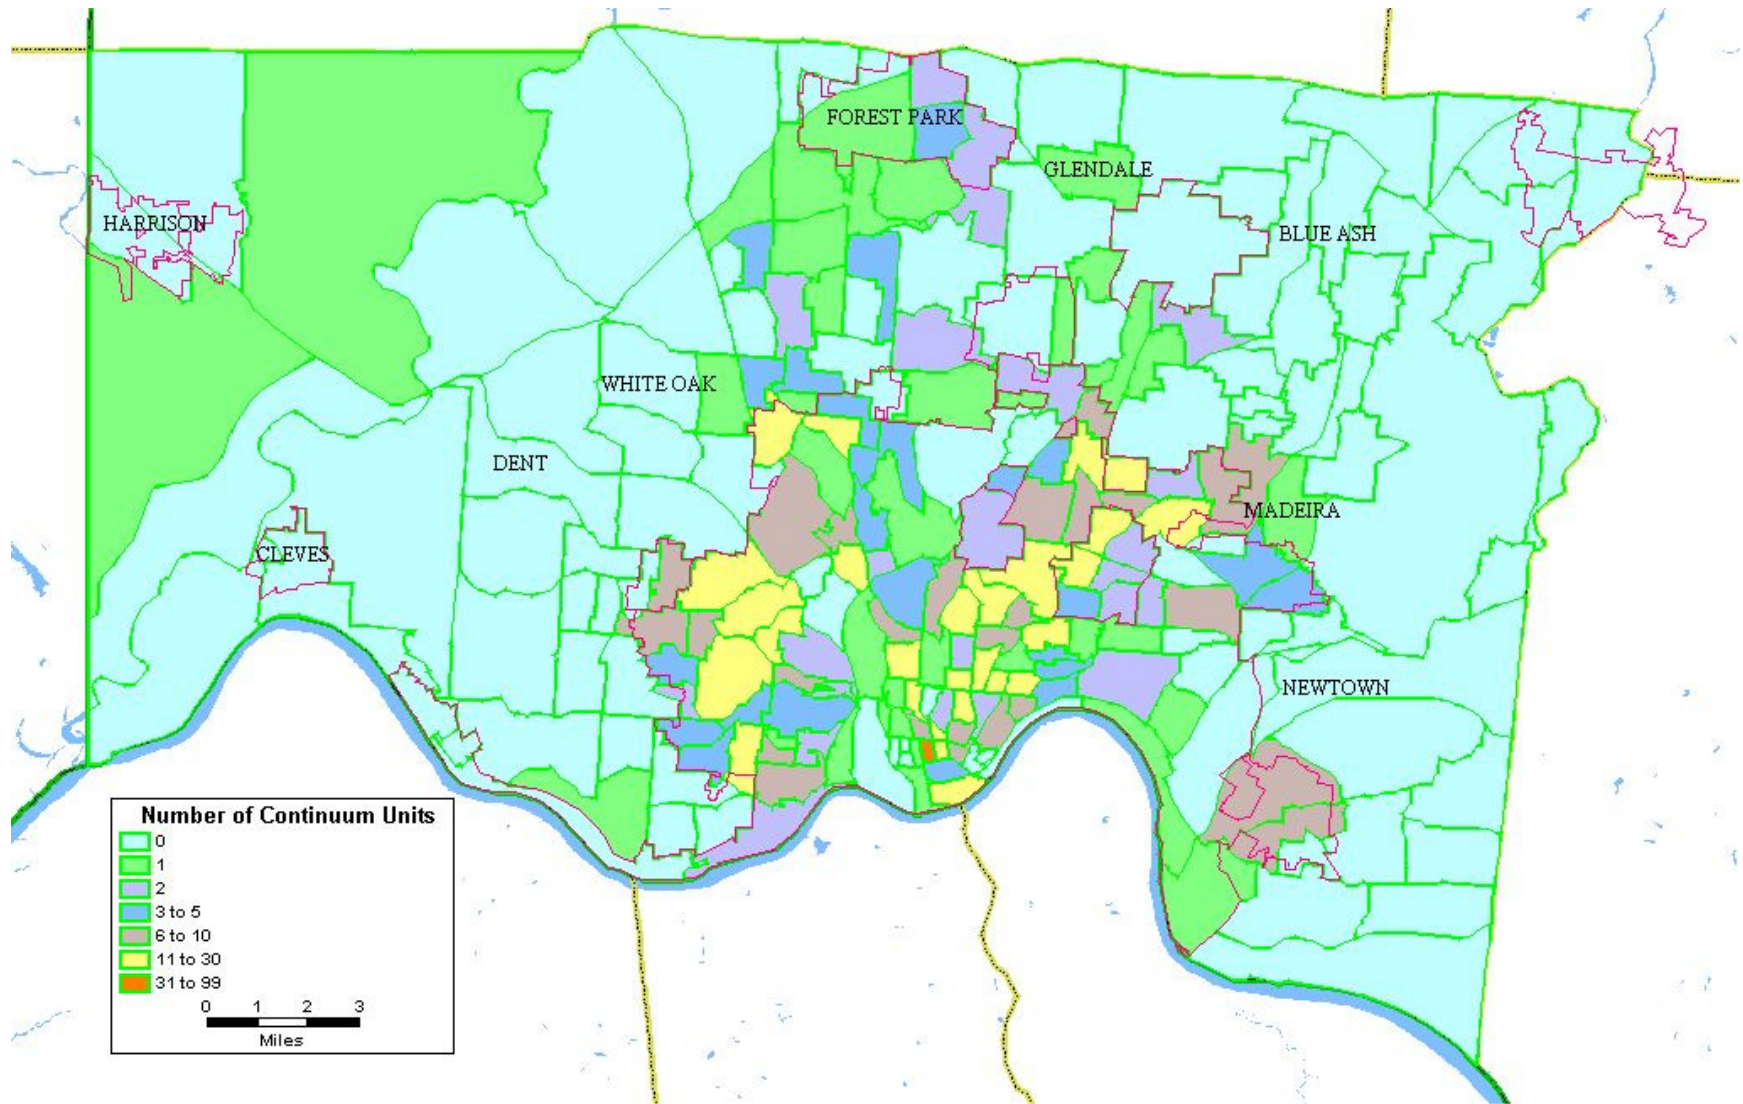 FOREST PARK
GLENDALE
HARRISON
BLUE ASH
WHITE OAK
DENT
MADEIRA
CLEVES
NEWTOWN
Number of Continuum Units
0
1
2
3 to 5
6 to 10
11 to 30
31 to 99
0 1 2 3
Miles